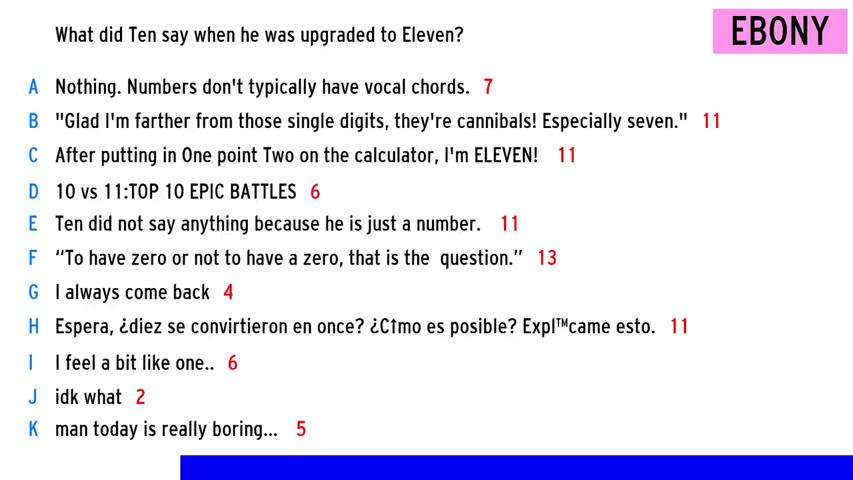 What did Ten say when he was upgraded to Eleven?
EBONY
A Nothing. Numbers don't typically have vocal chords. 7
B "Glad I'm farther from those single digits, they're cannibals! Especially seven." 11
C After putting in One point Two on the calculator, I'm ELEVEN! 11
D 10 vs 11:TOP 10 EPIC BATTLES 6
E Ten did not say anything because he is just a number. 11
F “To have zero or not to have a zero, that is the question.” 13
G I always come back 4
H Espera, ¿diez se convirtieron en once? ¿C†mo es posible? Expl™came esto. 11
I I feel a bit like one.. 6
J idk what 2
K man today is really boring... 5